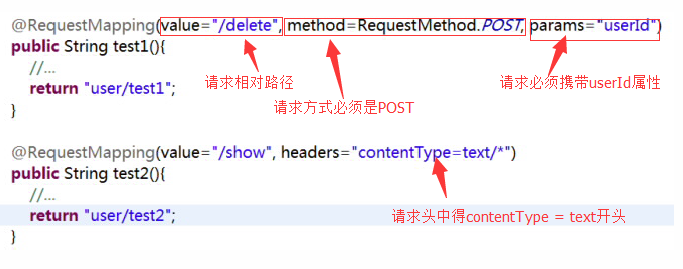 @RequestMapping(value="/delete", method=RequestMethod.POST, params="userId")
public String test1(){
//...
请求相对路径
请求必须携带userId属性
return "user/test1";
请求方式必须是POST
}
@RequestMapping(value="/show", headers="contentType=text/*")
public String test2(){
//...
return "user/test2";
请求头中得contentType = text开头
}